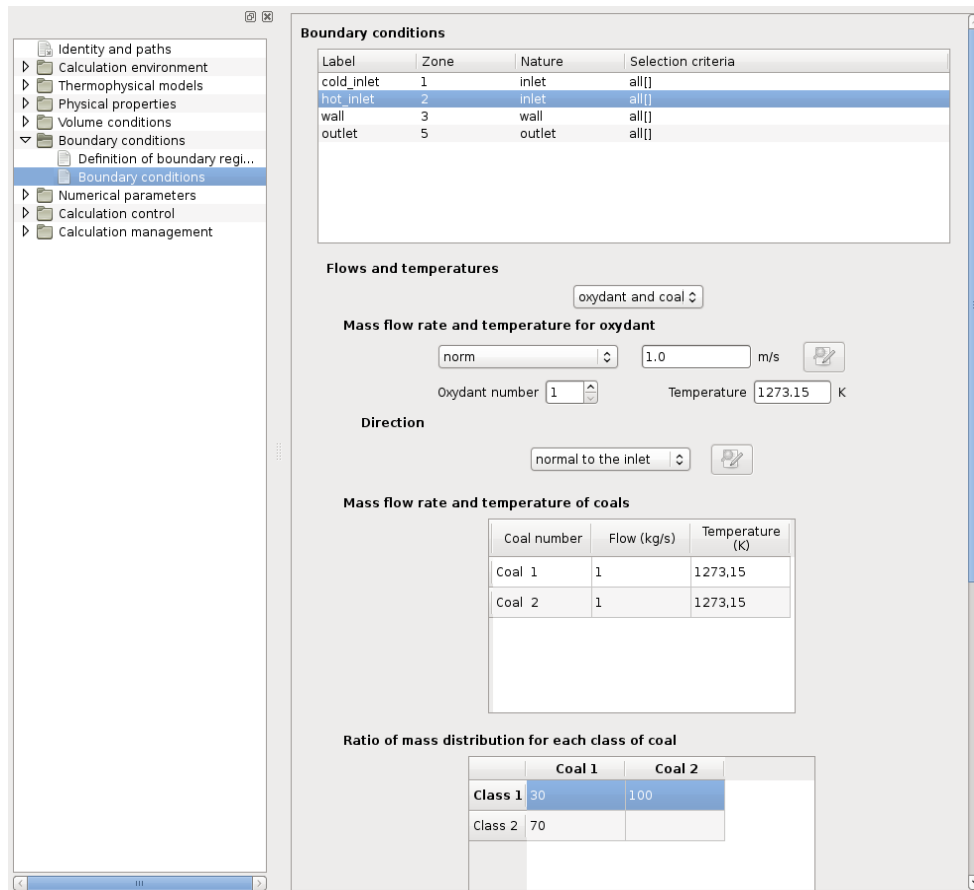 Identity and paths
Calculation environment
Thermophysical models
Physical properties
Volume conditions
Boundary conditions
Definition of boundary regi...
Boundary conditions
Numerical parameters
Calculation control
Calculation management
Boundary conditions
Label Zone Nature Selection criteria
cold_inlet 1 inlet all[]
hot_inlet 2 inlet all[]
wall 3 wall all[]
outlet 5 outlet all[]
Flows and temperatures
oxydant and coal
Mass flow rate and temperature for oxydant
norm 1.0 m/s
Oxydant number 1 Temperature 1273.15 K
Direction
normal to the inlet
Mass flow rate and temperature of coals
Coal number Flow (kg/s) Temperature
(K)
Coal 1 1 1273,15
Coal 2 1 1273,15
Ratio of mass distribution for each class of coal
Coal 1 Coal 2
Class 1 30 100
Class 2 70